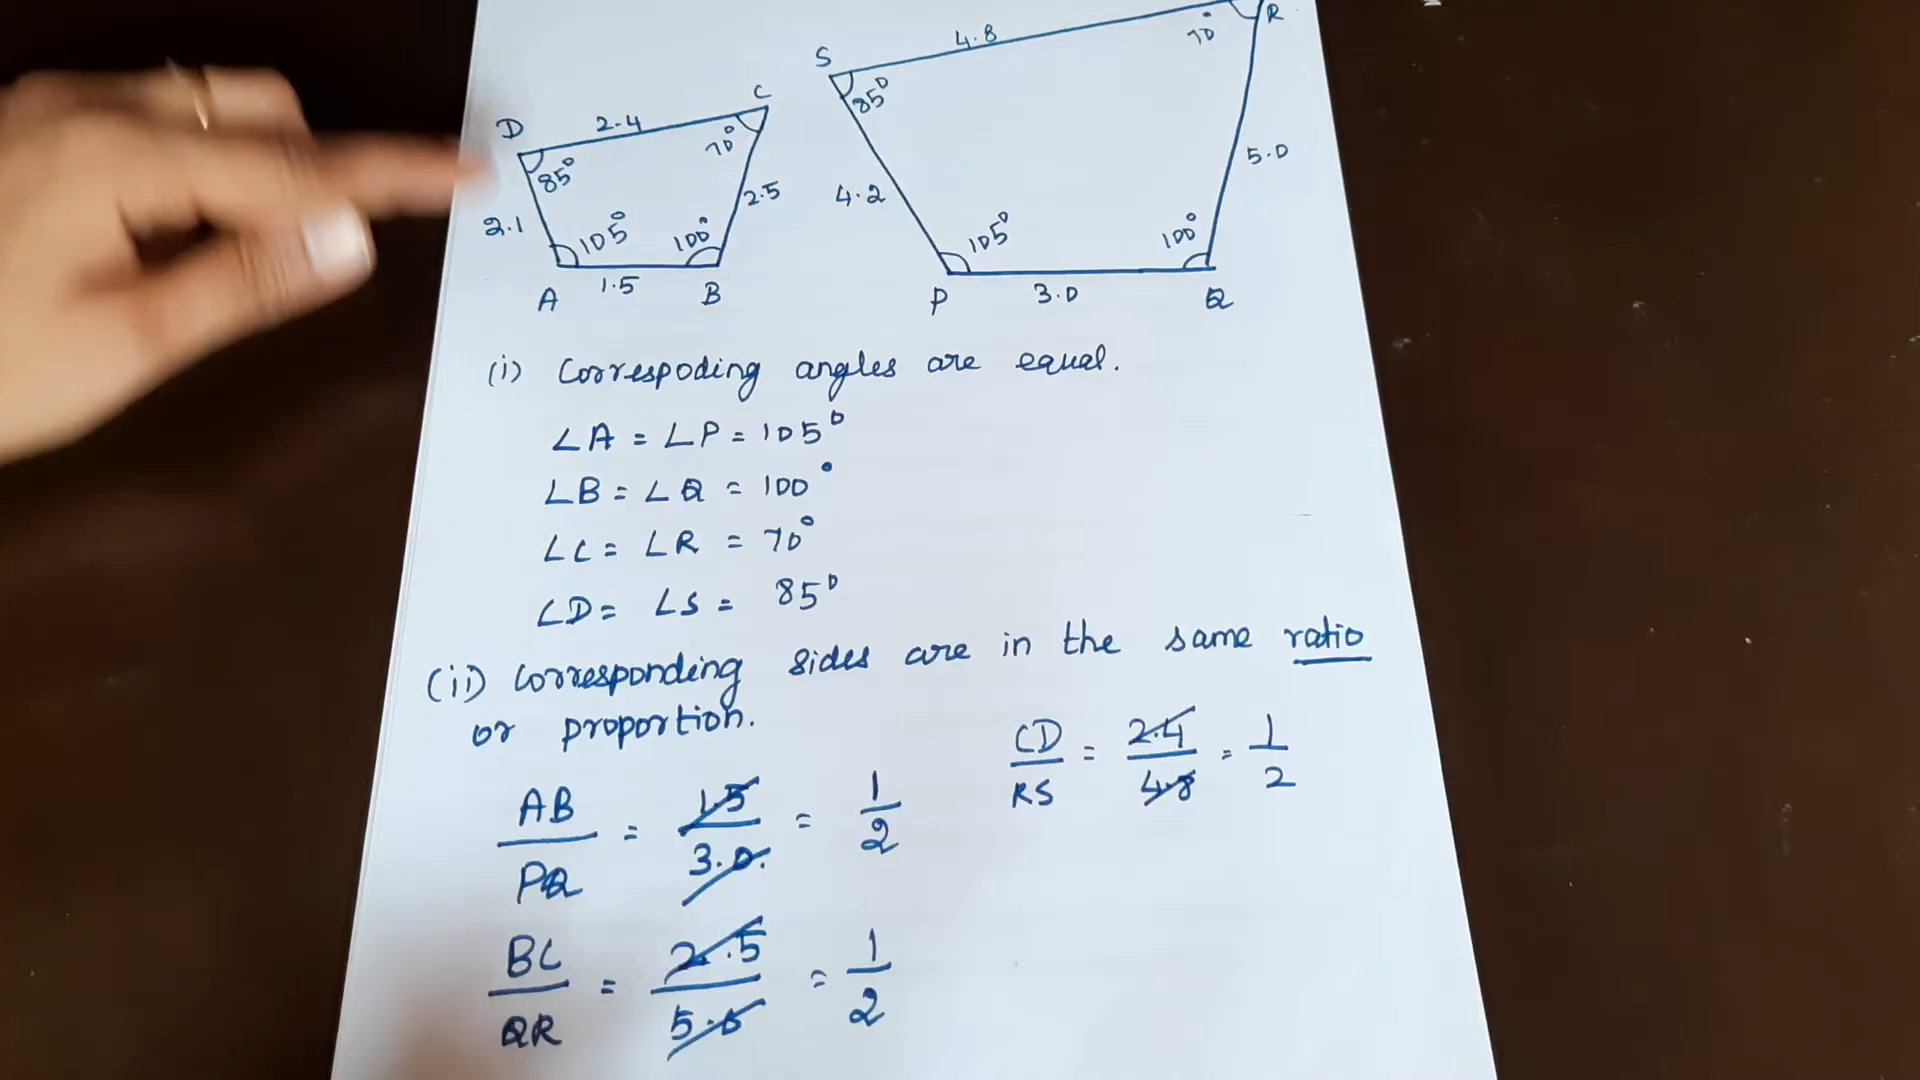 R
S
4.8
70°
85°
D
2.4
C
70°
85°
5.0
2.5
4.2
2.1
105°
100°
105°
100°
A
1.5
B
P
3.0
Q
(i) Correspoding angles are equal.
∠A = ∠P = 105°
∠B = ∠Q = 100°
∠C = ∠R = 70°
∠D = ∠S = 85°
(ii) Corresponding sides are in the same ratio
or proportion.
AB/PQ = 1.5/3.0 = 1/2
CD/RS = 2.4/4.8 = 1/2
BC/QR = 2.5/5.0 = 1/2